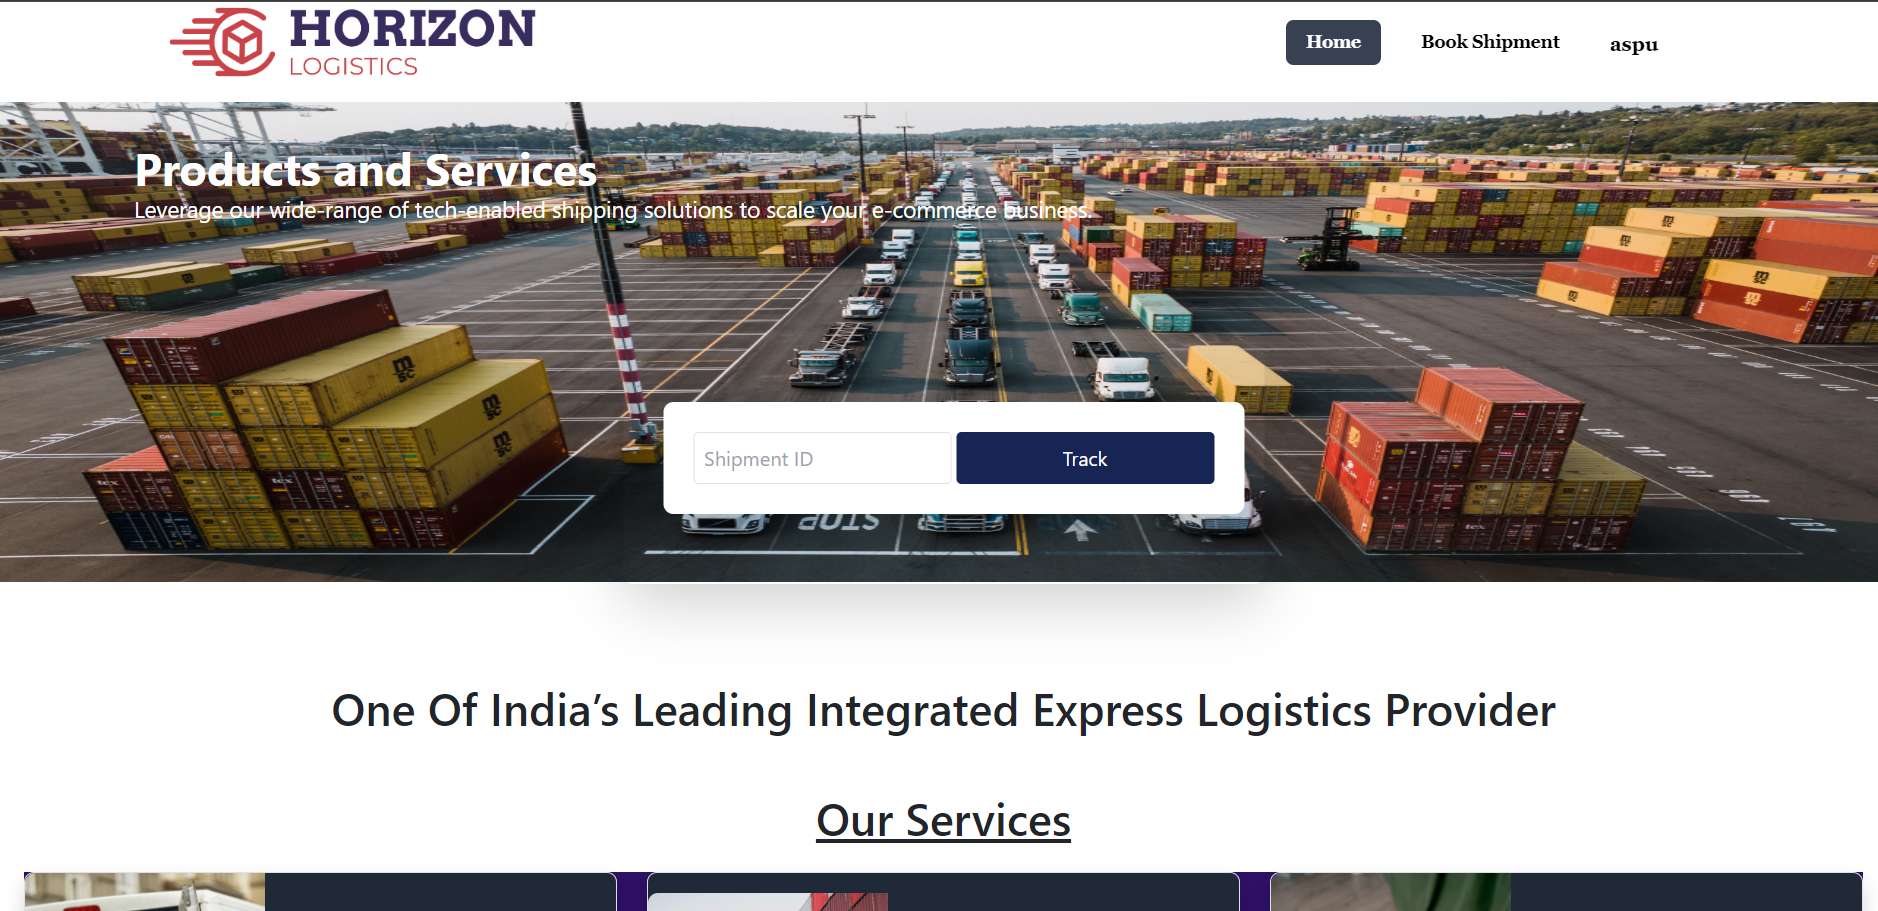 HORIZON
LOGISTICS
Home
Book Shipment
aspu
Products and Services
Leverage our wide-range of tech-enabled shipping solutions to scale your e-commerce business.
Shipment ID
Track
One Of India’s Leading Integrated Express Logistics Provider
Our Services